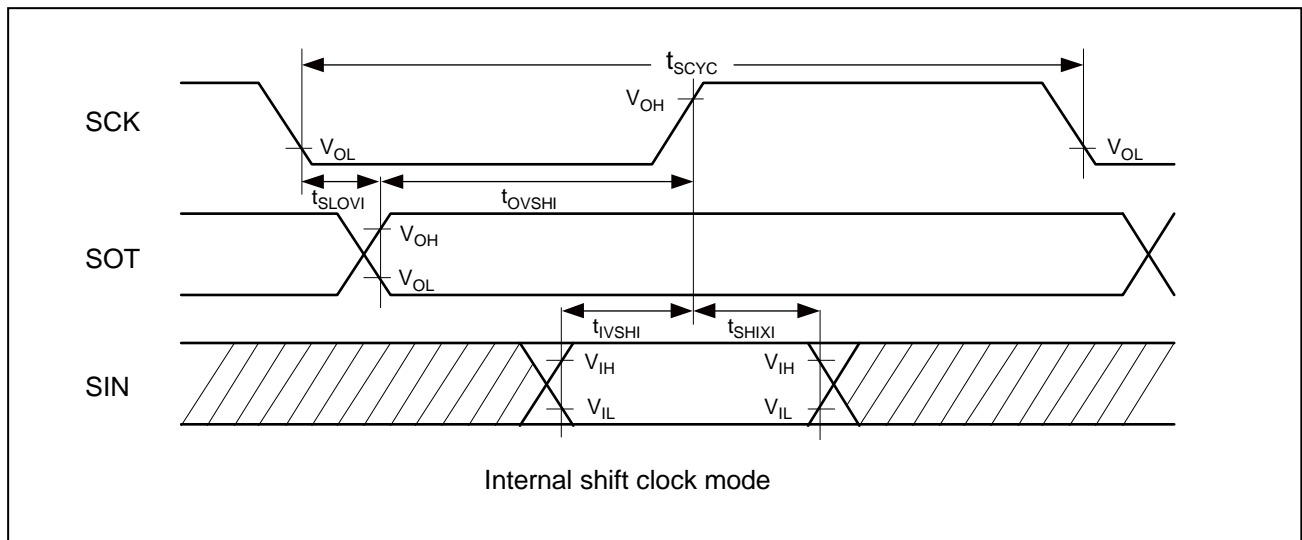 tSCYC
VOH
SCK
VOL
VOL
tSLOVI
tOVSHI
VOH
SOT
VOL
tIVSHI
tSHIXI
VIH
VIH
SIN
VIL
VIL
Internal shift clock mode